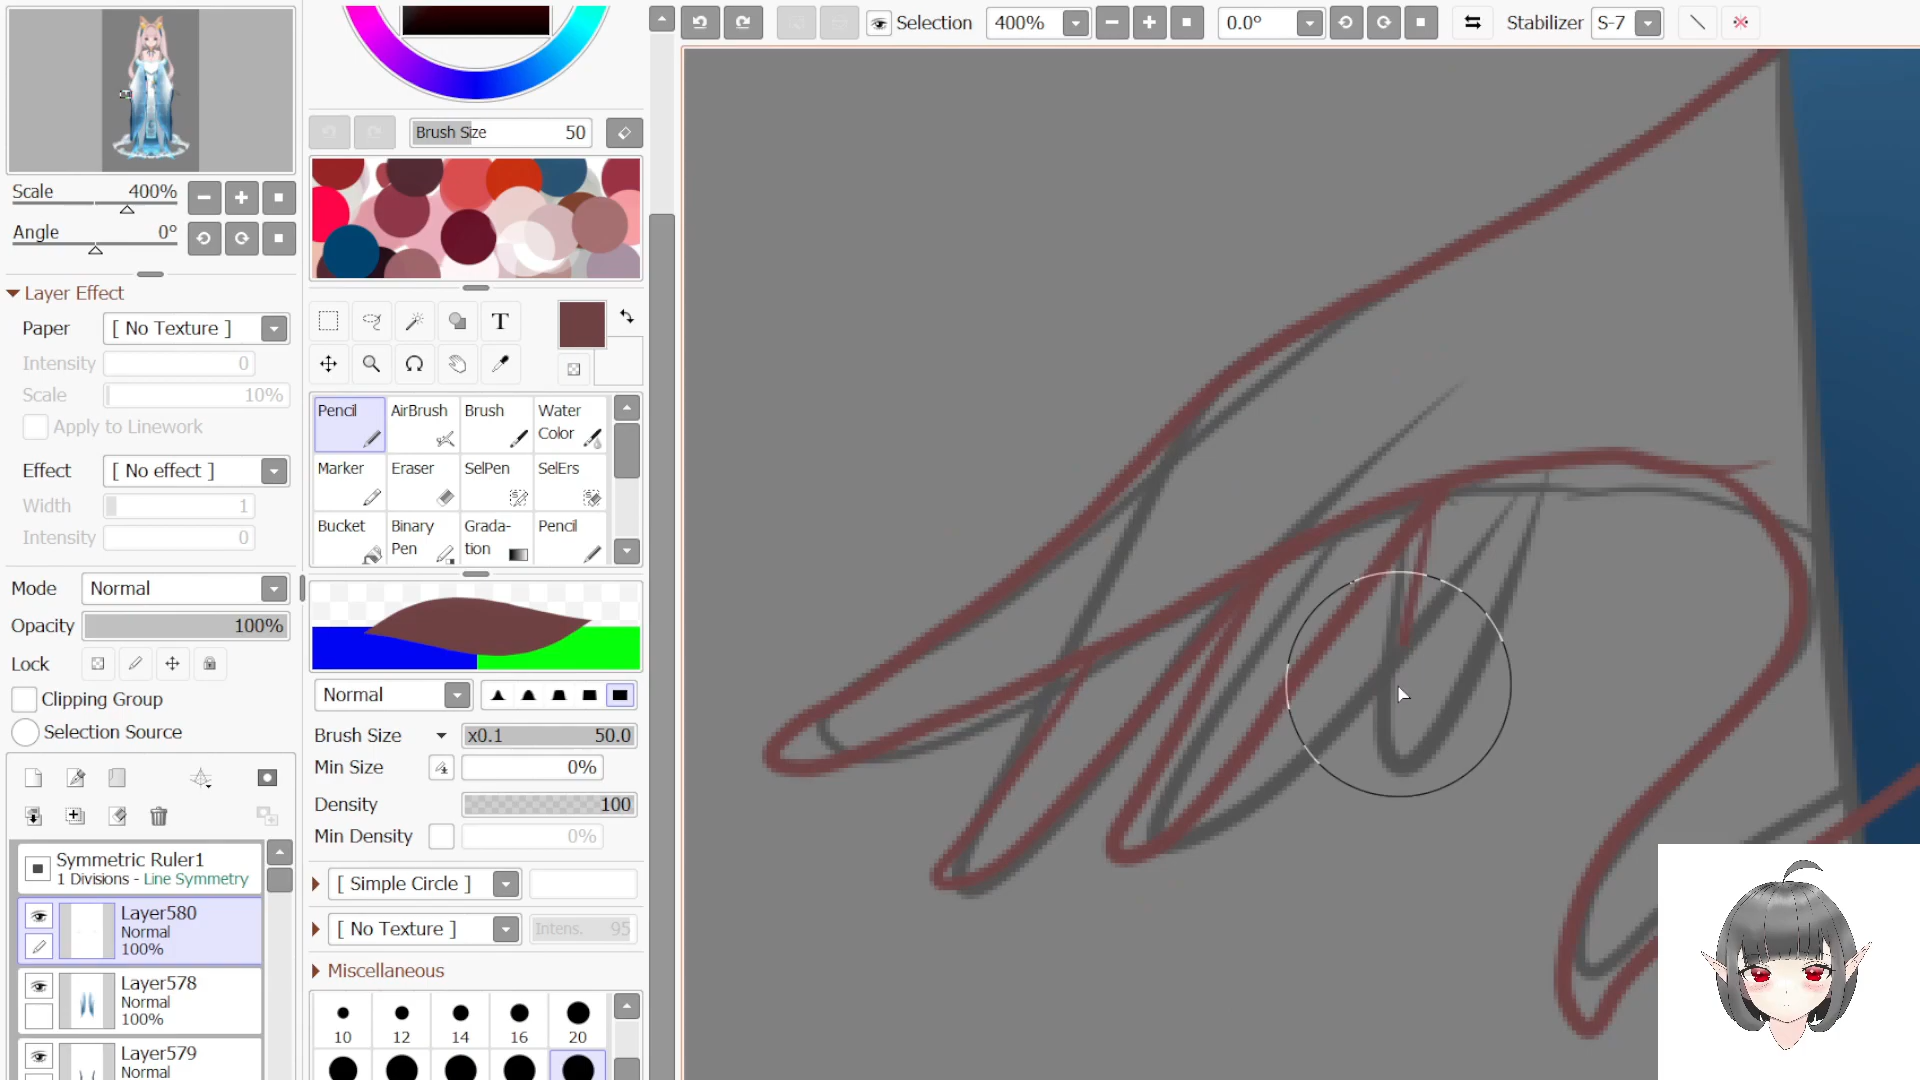 Selection
400%
0.0°
Stabilizer
S-7
Scale
400%
Angle
0°
Layer Effect
Paper
[ No Texture ]
Intensity
0
Scale
10%
Apply to Linework
Effect
[ No effect ]
Width
1
Intensity
0
Mode
Normal
Opacity
100%
Lock
Clipping Group
Selection Source
Symmetric Ruler1
1 Divisions - Line Symmetry
Layer580
Normal
100%
Layer578
Normal
100%
Layer579
Normal
Brush Size
50
T
Pencil
AirBrush
Brush
Water
Color
Marker
Eraser
SelPen
SelErs
Bucket
Binary
Pen
Grada-
tion
Pencil
Normal
Brush Size
x0.1
50.0
Min Size
0%
Density
100
Min Density
0%
[ Simple Circle ]
[ No Texture ]
Intens.
95
Miscellaneous
10
12
14
16
20